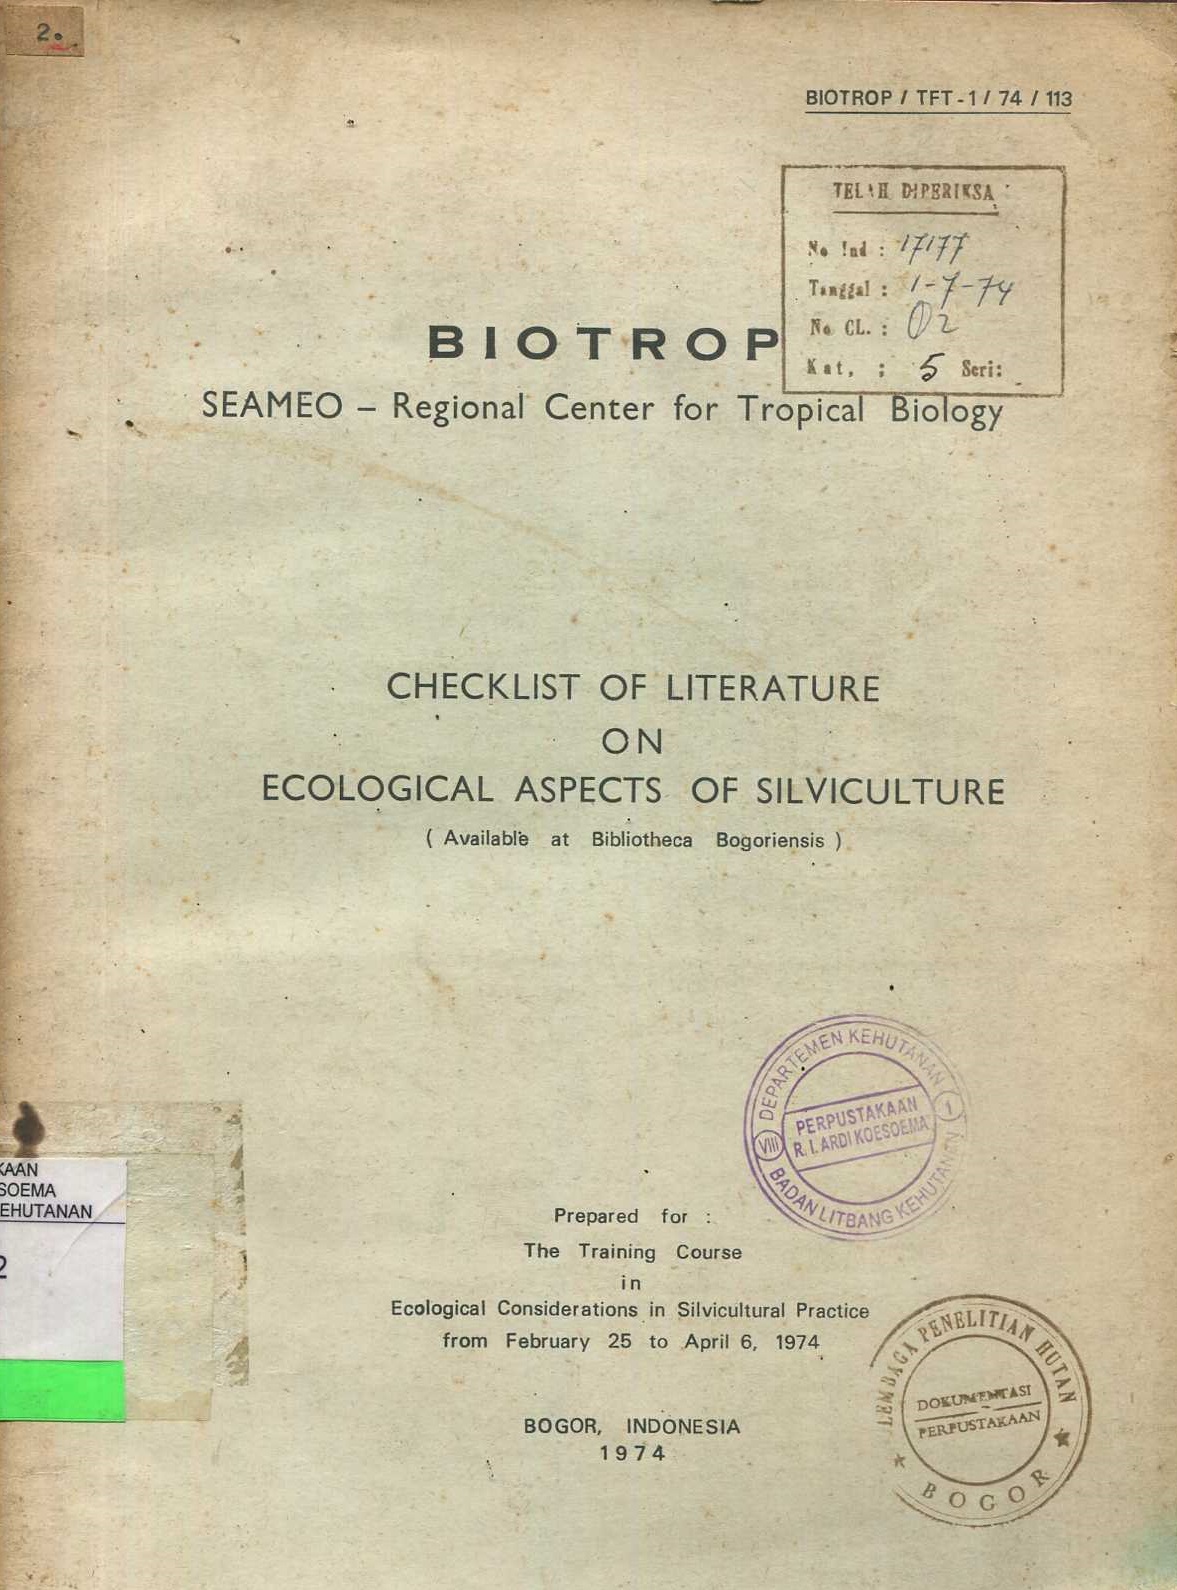 2.
BIOTROP / TFT - 1 / 74 / 113
TELAH DIPERIKSA
No Ind : 17177
Tanggal : 1-7-74
No CL. : 02
Kat. : 5 Seri:
BIOTROP
SEAMEO – Regional Center for Tropical Biology
CHECKLIST OF LITERATURE
ON
ECOLOGICAL ASPECTS OF SILVICULTURE
( Available at Bibliotheca Bogoriensis )
DEPARTEMEN KEHUTANAN
VIII
1
PERPUSTAKAAN
R. I. ARDI KOESOEMA
BADAN LITBANG KEHUTANAN
KAAN
SOEMA
EHUTANAN
2
Prepared for :
The Training Course
in
Ecological Considerations in Silvicultural Practice
from February 25 to April 6, 1974
LEMBAGA PENELITIAN HUTAN
DOKUMENTASI
PERPUSTAKAAN
BOGOR
BOGOR, INDONESIA
1974